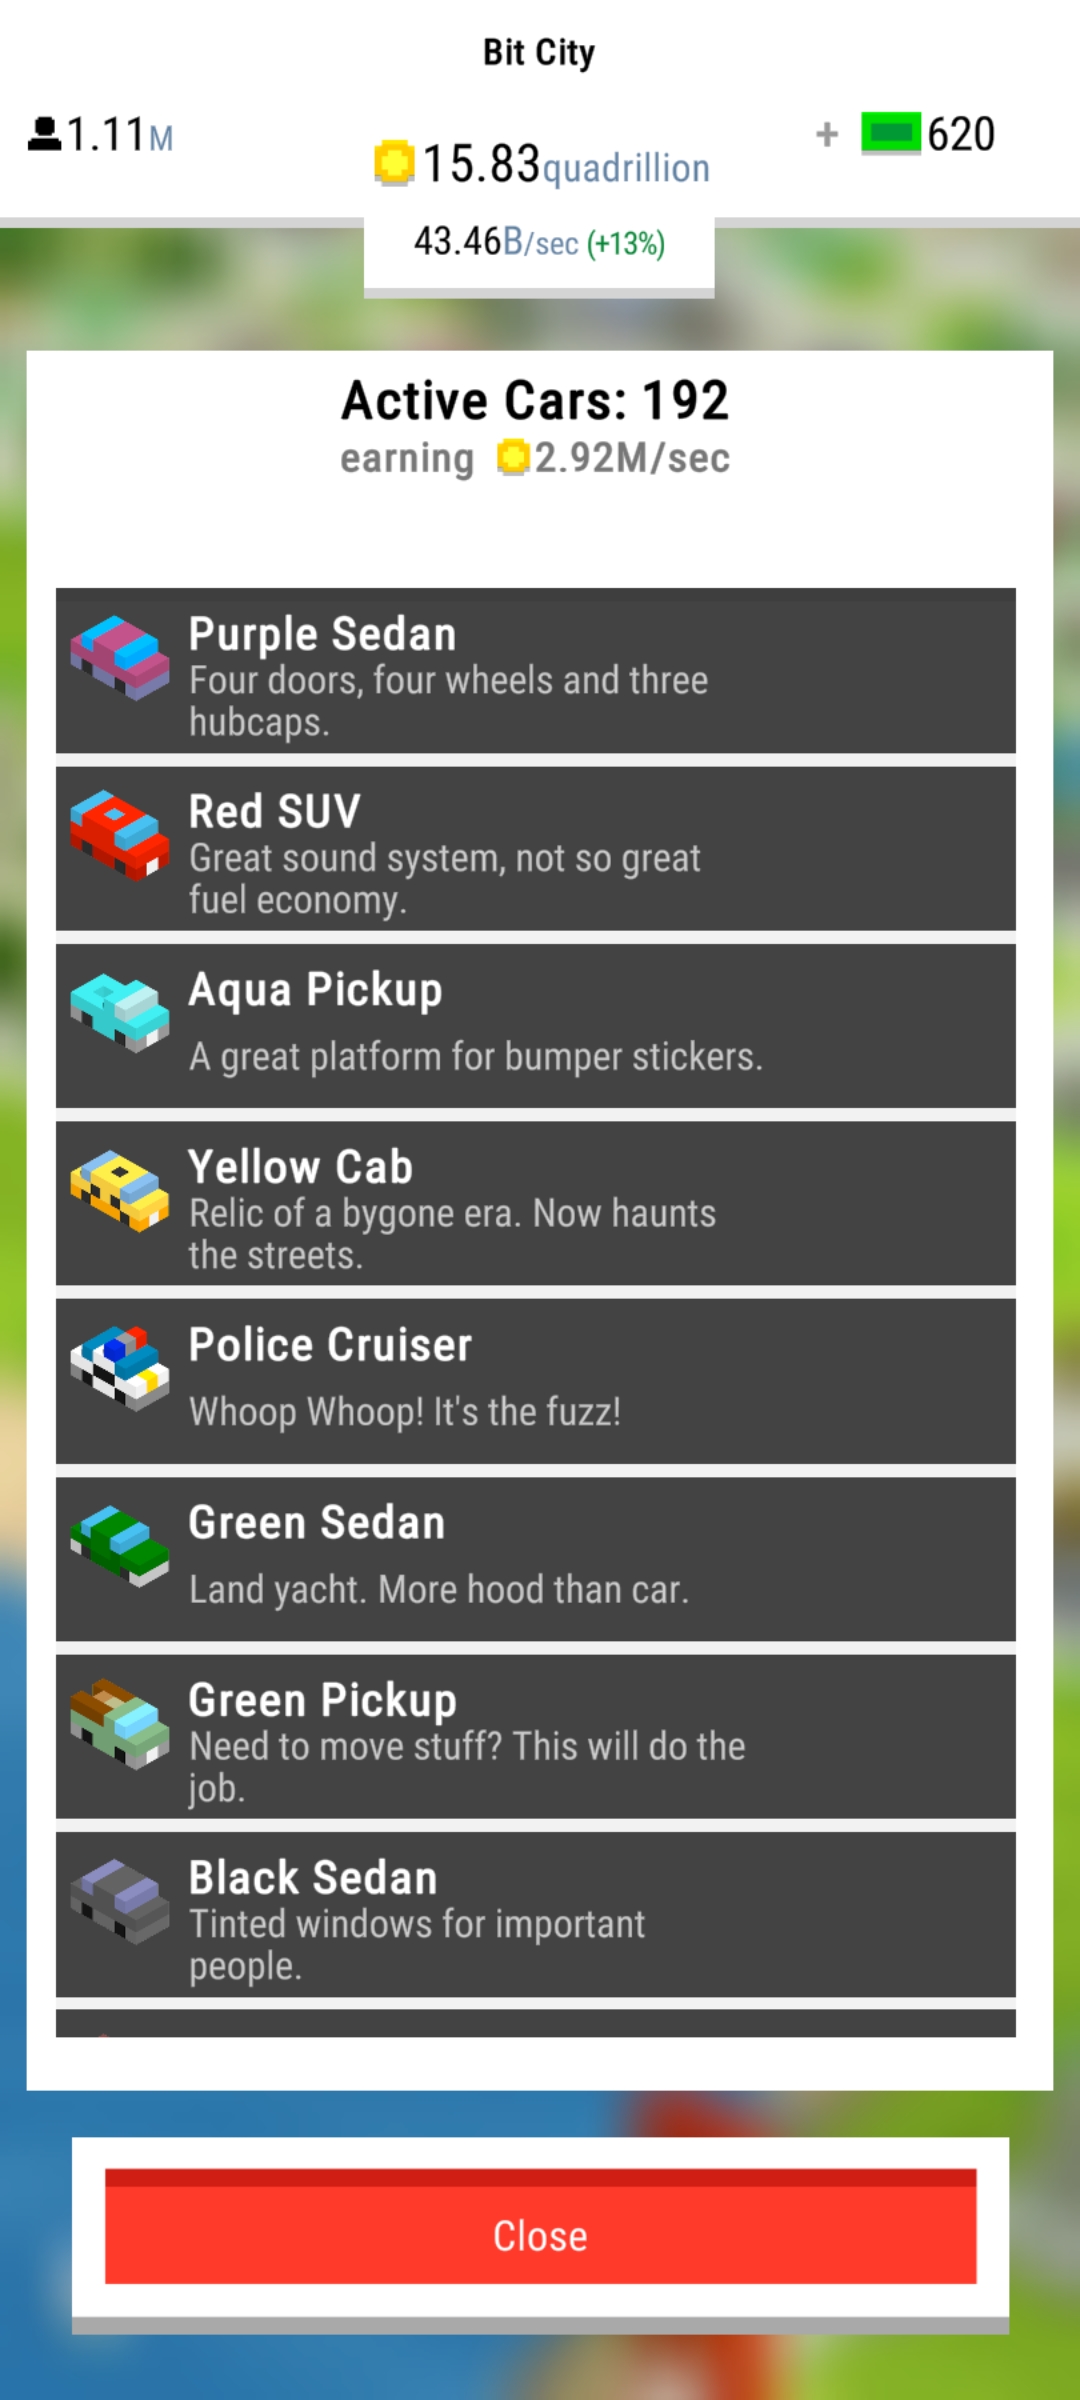 Bit City
1.11M
15.83quadrillion
+ 620
43.46B/sec (+13%)
Active Cars: 192
earning 2.92M/sec
Purple Sedan
Four doors, four wheels and three
hubcaps.
Red SUV
Great sound system, not so great
fuel economy.
Aqua Pickup
A great platform for bumper stickers.
Yellow Cab
Relic of a bygone era. Now haunts
the streets.
Police Cruiser
Whoop Whoop! It's the fuzz!
Green Sedan
Land yacht. More hood than car.
Green Pickup
Need to move stuff? This will do the
job.
Black Sedan
Tinted windows for important
people.
Close